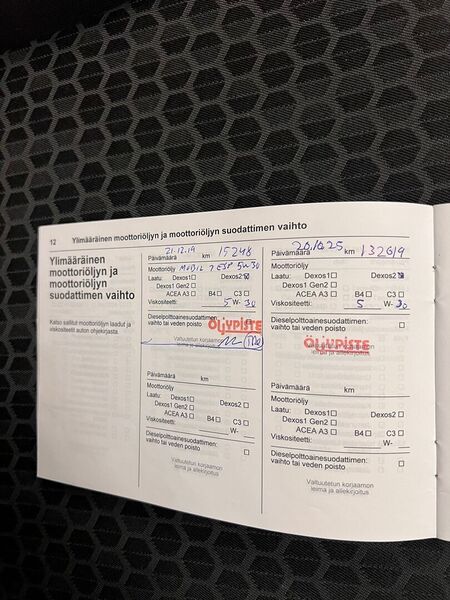 12 Ylimääräinen moottoriöljyn ja moottoriöljyn suodattimen vaihto
Ylimääräinen
moottoriöljyn ja
moottoriöljyn
suodattimen vaihto
Katso sallitut moottoriöljyn laadut ja
viskositeetit auton ohjekirjasta.
21.12.19 15248
Päivämäärä km
Moottoriöljy MOBIL 1 ESP 5W30
Laatu: Dexos1☐ Dexos2☒
Dexos1 Gen2☐
ACEA A3☐ B4☐ C3☐
Viskositeetti: 5 W- 30
Dieselpolttoainesuodattimen:
vaihto tai veden poisto
ÖLJYPISTE
Valtuutetun korjaamon
leima ja allekirjoitus
Päivämäärä km
Moottoriöljy
Laatu: Dexos1☐ Dexos2☐
Dexos1 Gen2☐
ACEA A3☐ B4☐ C3☐
Viskositeetti: W-
Dieselpolttoainesuodattimen:
vaihto tai veden poisto ☐
Valtuutetun korjaamon
leima ja allekirjoitus
20.10.25 132619
Päivämäärä km
Moottoriöljy
Laatu: Dexos1☐ Dexos2☒
Dexos1 Gen2☐
ACEA A3☐ B4☐ C3☐
Viskositeetti: 5 W- 30
Dieselpolttoainesuodattimen:
vaihto tai veden poisto ☐
ÖLJYPISTE
leima ja allekirjoitus
Päivämäärä km
Moottoriöljy
Laatu: Dexos1☐ Dexos2☐
Dexos1 Gen2☐
ACEA A3☐ B4☐ C3☐
Viskositeetti: W-
Dieselpolttoainesuodattimen:
vaihto tai veden poisto ☐
Valtuutetun korjaamon
leima ja allekirjoitus